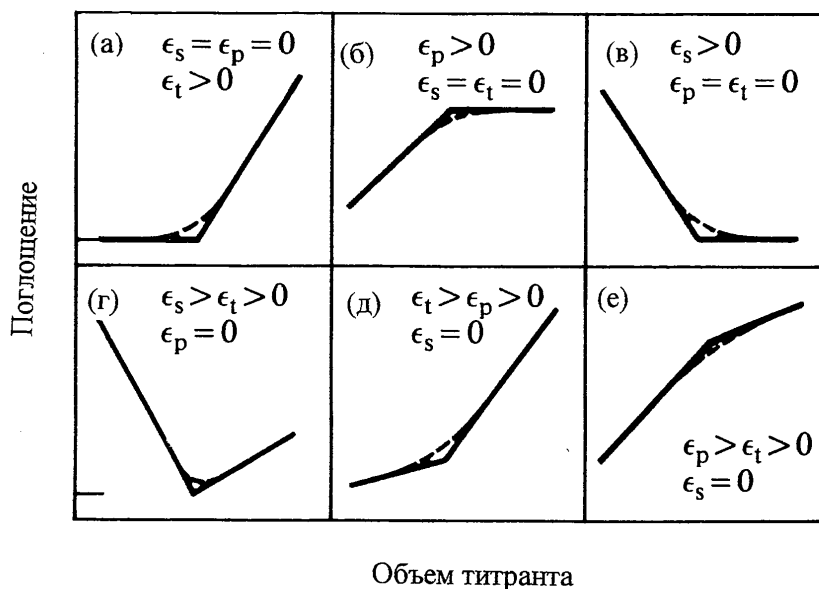 (а) ϵs = ϵp = 0
ϵt > 0
(б) ϵp > 0
ϵs = ϵt = 0
(в) ϵs > 0
ϵp = ϵt = 0
Поглощение
(г) ϵs > ϵt > 0
ϵp = 0
(д) ϵt > ϵp > 0
ϵs = 0
(е)
ϵp > ϵt > 0
ϵs = 0
Объем титранта